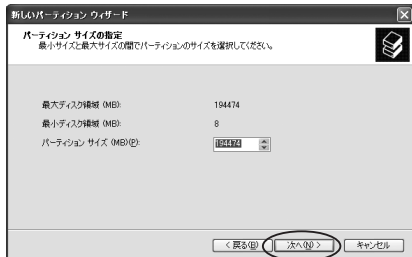 新しいパーティション ウィザード
パーティション サイズの指定
最小サイズと最大サイズの間でパーティションのサイズを選択してください。
最大ディスク領域 (MB): 194474
最小ディスク領域 (MB): 8
パーティション サイズ (MB)(P): 194474
< 戻る(B) 次へ(N) > キャンセル